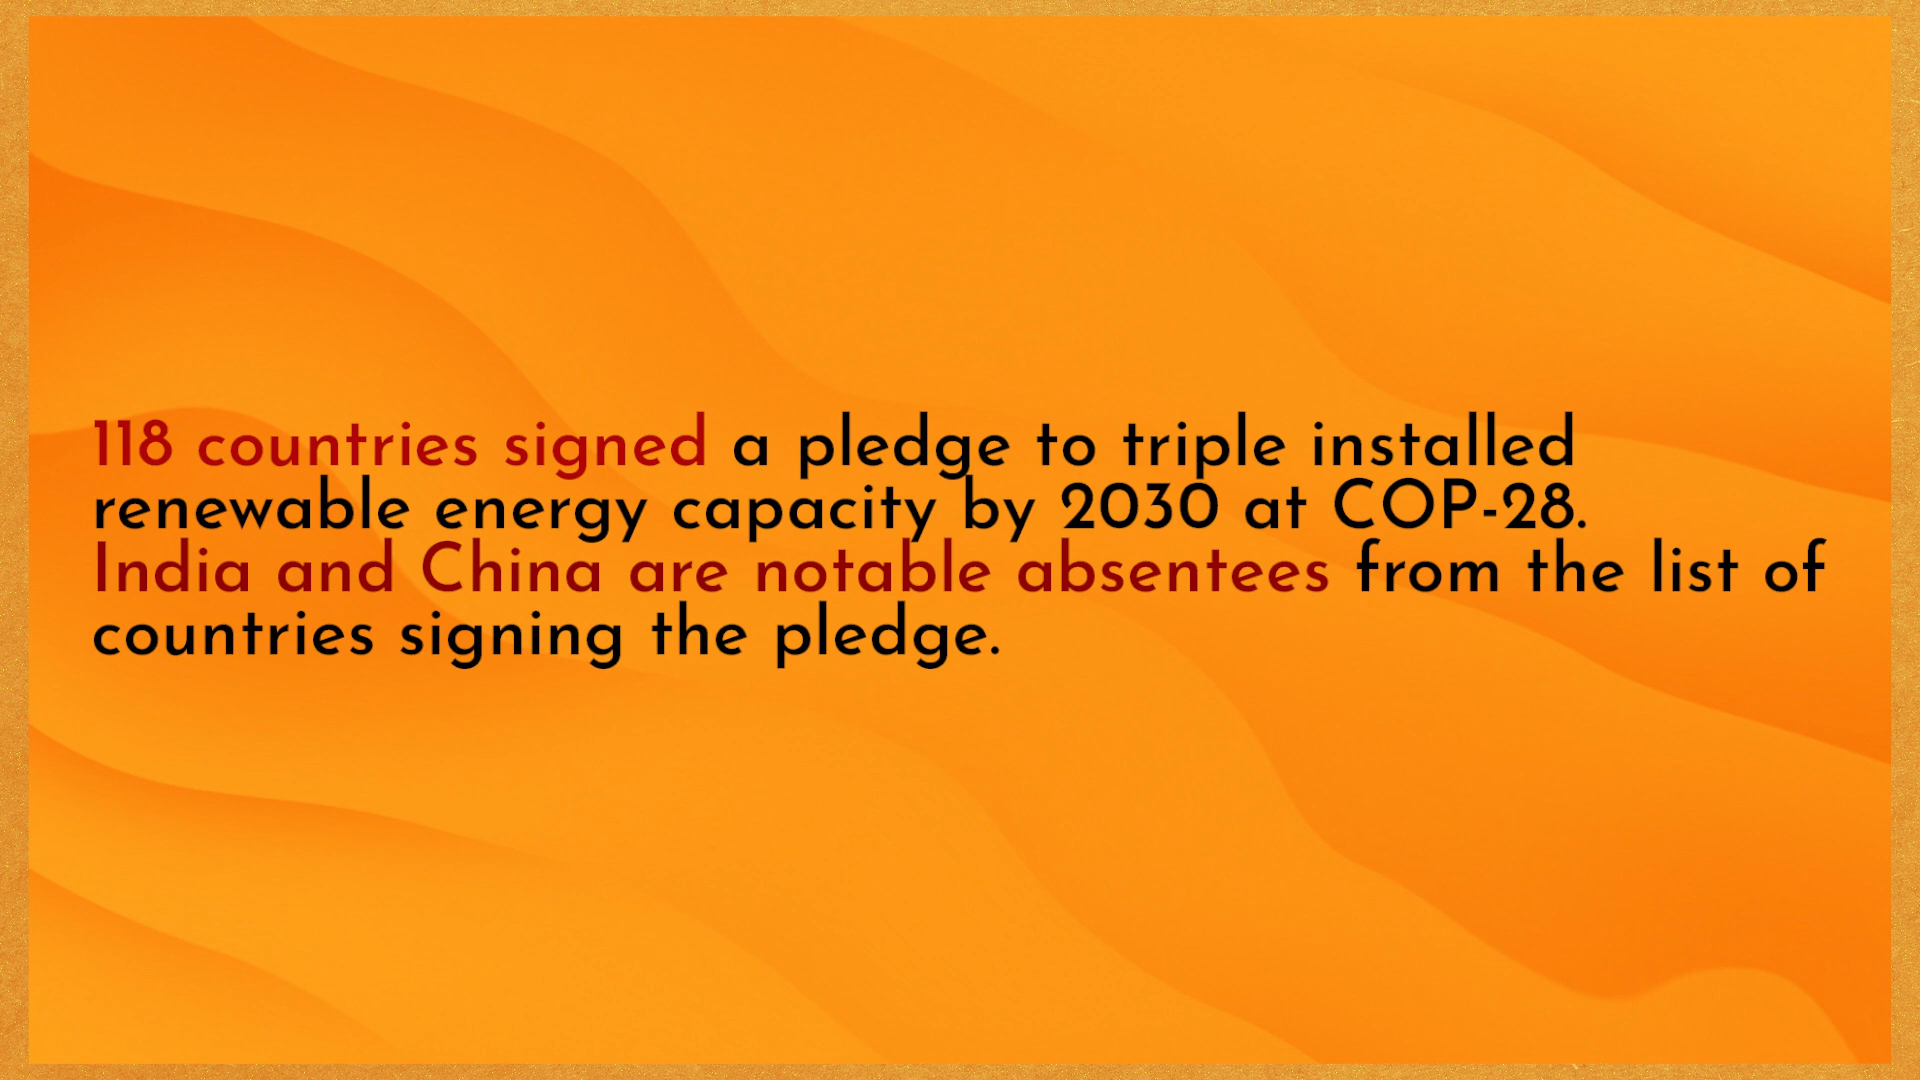 118 countries signed a pledge to triple installed
renewable energy capacity by 2030 at COP-28.
India and China are notable absentees from the list of
countries signing the pledge.